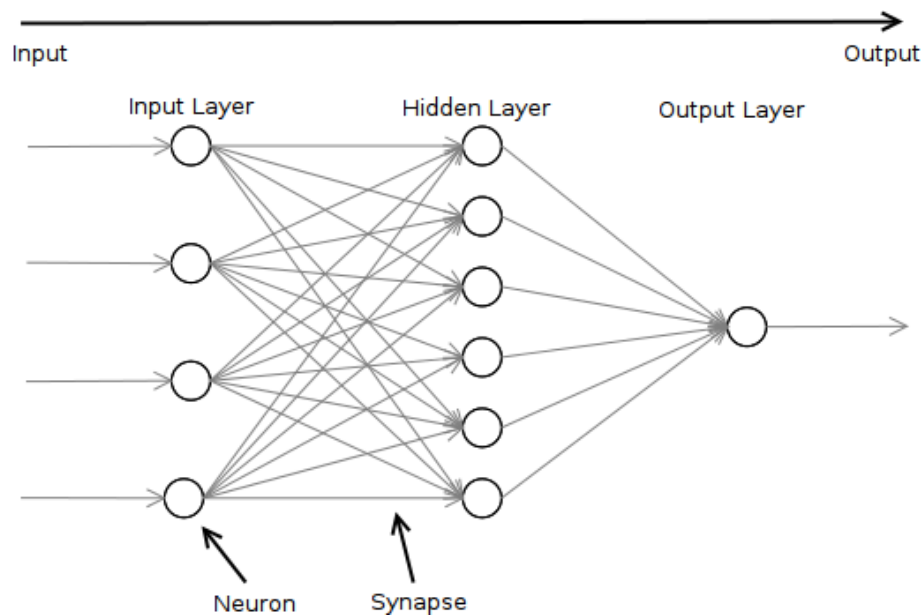 Input
Output
Input Layer
Hidden Layer
Output Layer
Neuron
Synapse